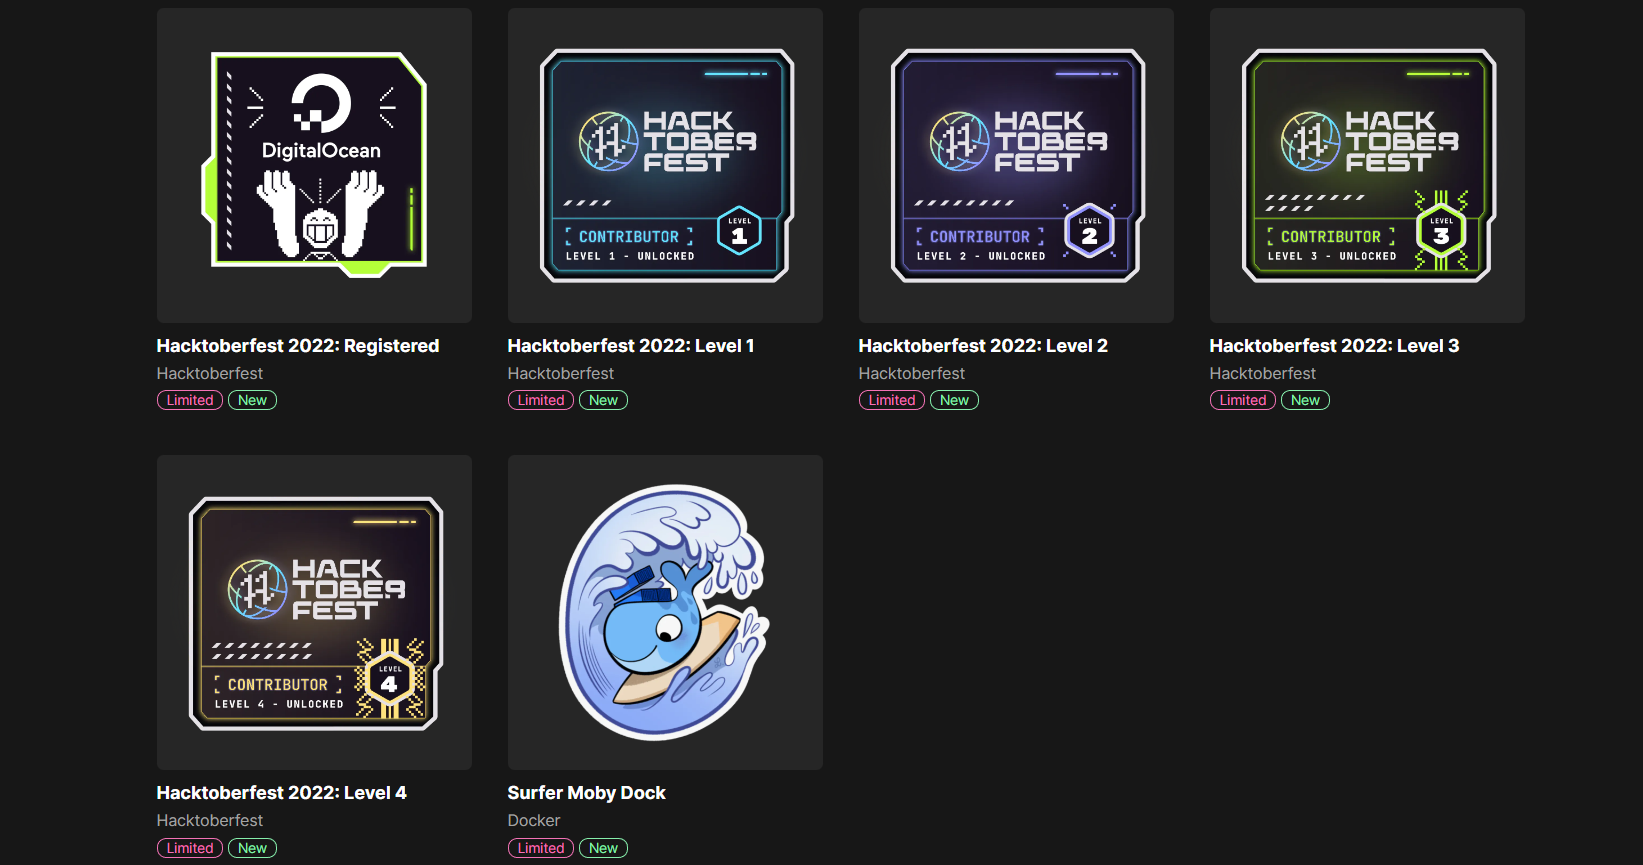 DigitalOcean
Hacktoberfest 2022: Registered
Hacktoberfest
Limited New
HACK
TOBER
FEST
CONTRIBUTOR
LEVEL 1 - UNLOCKED
LEVEL
1
Hacktoberfest 2022: Level 1
Hacktoberfest
Limited New
HACK
TOBER
FEST
CONTRIBUTOR
LEVEL 2 - UNLOCKED
LEVEL
2
Hacktoberfest 2022: Level 2
Hacktoberfest
Limited New
HACK
TOBER
FEST
CONTRIBUTOR
LEVEL 3 - UNLOCKED
LEVEL
3
Hacktoberfest 2022: Level 3
Hacktoberfest
Limited New
HACK
TOBER
FEST
CONTRIBUTOR
LEVEL 4 - UNLOCKED
LEVEL
4
Hacktoberfest 2022: Level 4
Hacktoberfest
Limited New
Surfer Moby Dock
Docker
Limited New